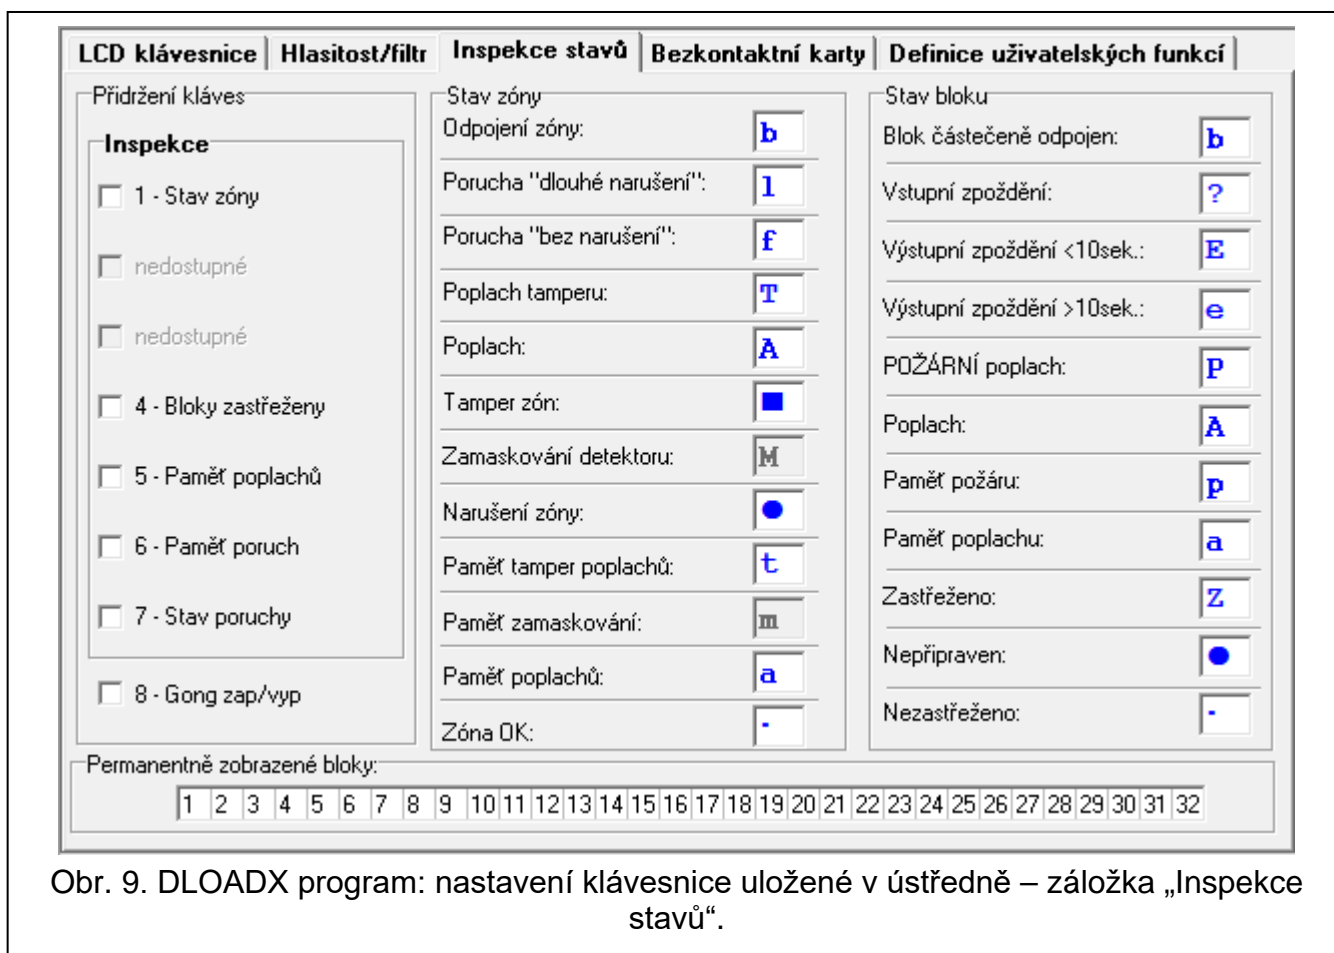 LCD klávesnice Hlasitost/filtr Inspekce stavů Bezkontaktní karty Definice uživatelských funkcí
Přidržení kláves
Inspekce
1 - Stav zóny
nedostupné
nedostupné
4 - Bloky zastřeženy
5 - Paměť poplachů
6 - Paměť poruch
7 - Stav poruchy
8 - Gong zap/vyp
Stav zóny
Odpojení zóny: b
Porucha "dlouhé narušení": l
Porucha "bez narušení": f
Poplach tamperu: T
Poplach: A
Tamper zón: ■
Zamaskování detektoru: M
Narušení zóny: ●
Paměť tamper poplachů: t
Paměť zamaskování: m
Paměť poplachů: a
Zóna OK: ·
Stav bloku
Blok částečeně odpojen: b
Vstupní zpoždění: ?
Výstupní zpoždění <10sek.: E
Výstupní zpoždění >10sek.: e
POŽÁRNÍ poplach: P
Poplach: A
Paměť požáru: p
Paměť poplachu: a
Zastřeženo: Z
Nepřipraven: ●
Nezastřeženo: ·
Permanentně zobrazené bloky:
1 2 3 4 5 6 7 8 9 10 11 12 13 14 15 16 17 18 19 20 21 22 23 24 25 26 27 28 29 30 31 32
Obr. 9. DLOADX program: nastavení klávesnice uložené v ústředně – záložka „Inspekce
stavů“.